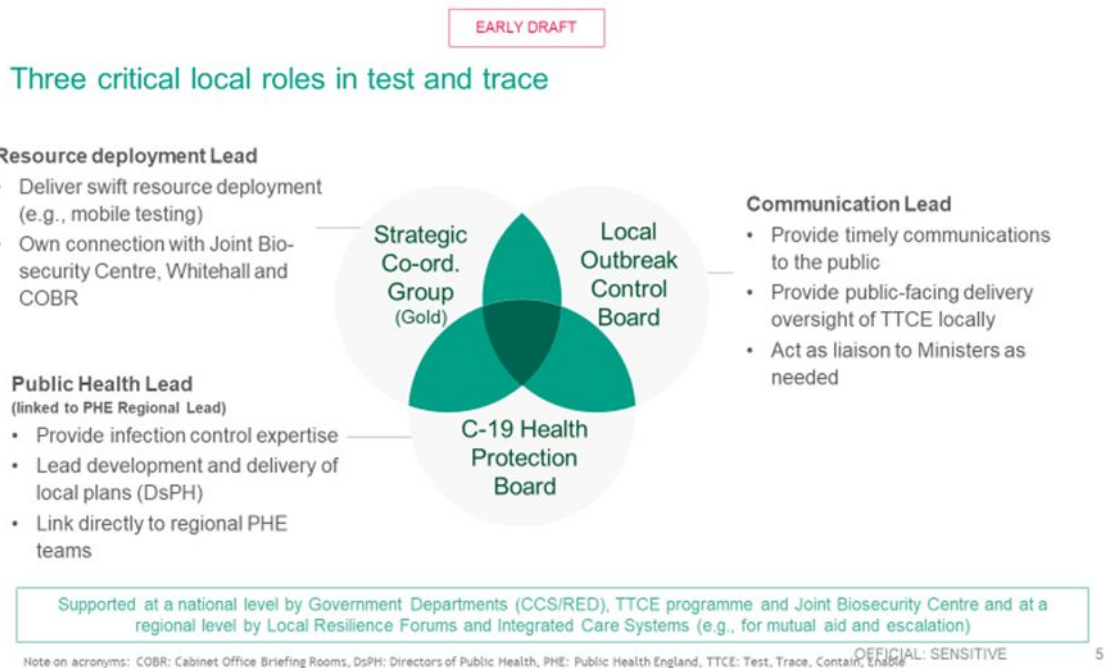 EARLY DRAFT
Three critical local roles in test and trace
Resource deployment Lead
Deliver swift resource deployment
(e.g., mobile testing)
Own connection with Joint Bio-
security Centre, Whitehall and
COBR
Public Health Lead
(linked to PHE Regional Lead)
• Provide infection control expertise
• Lead development and delivery of
local plans (DsPH)
• Link directly to regional PHE
teams
Strategic
Co-ord.
Group
(Gold)
Local
Outbreak
Control
Board
C-19 Health
Protection
Board
Communication Lead
• Provide timely communications
to the public
• Provide public-facing delivery
oversight of TTCE locally
• Act as liaison to Ministers as
needed
Supported at a national level by Government Departments (CCS/RED), TTCE programme and Joint Biosecurity Centre and at a
regional level by Local Resilience Forums and Integrated Care Systems (e.g., for mutual aid and escalation)
Note on acronyms: COBR: Cabinet Office Briefing Rooms, DsPH: Directors of Public Health, PHE: Public Health England, TTCE: Test, Trace, Contain, Enable
OFFICIAL: SENSITIVE
5